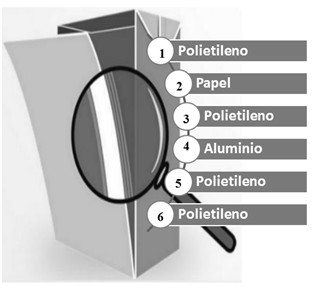 1 Polietileno
2 Papel
3 Polietileno
4 Aluminio
5 Polietileno
6 Polietileno